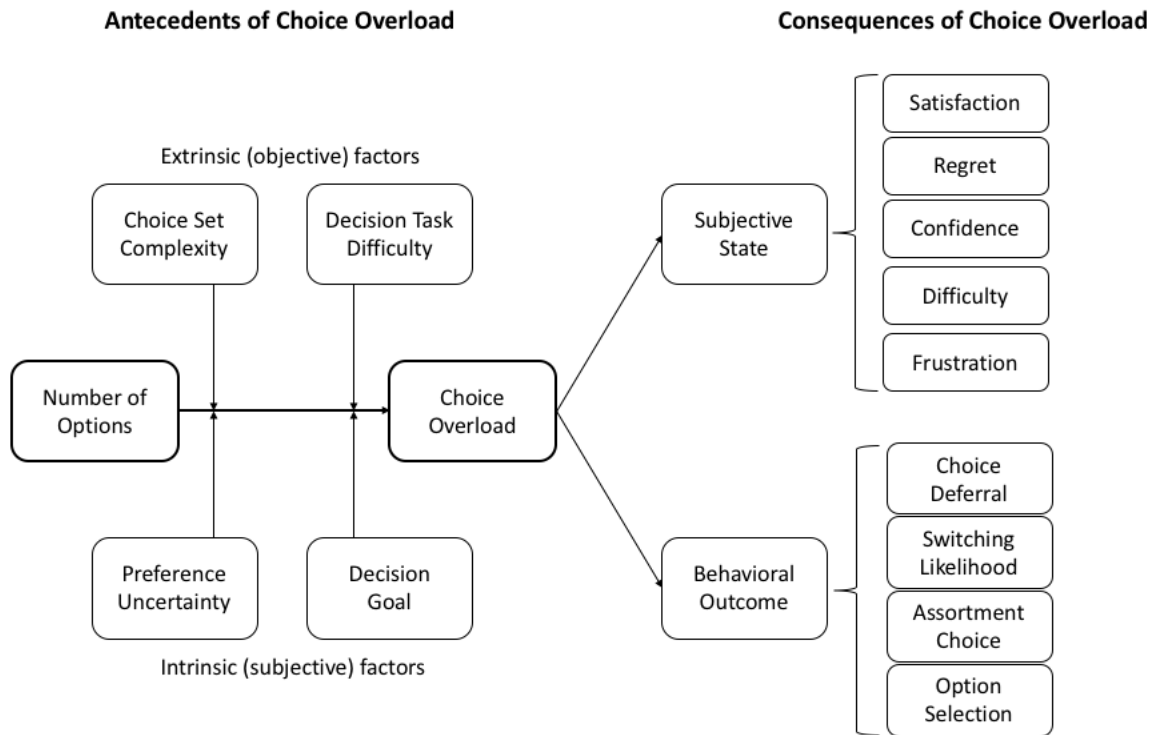 Antecedents of Choice Overload
Consequences of Choice Overload
Extrinsic (objective) factors
Choice Set
Complexity
Decision Task
Difficulty
Number of
Options
Choice
Overload
Preference
Uncertainty
Decision
Goal
Intrinsic (subjective) factors
Subjective
State
Satisfaction
Regret
Confidence
Difficulty
Frustration
Behavioral
Outcome
Choice
Deferral
Switching
Likelihood
Assortment
Choice
Option
Selection